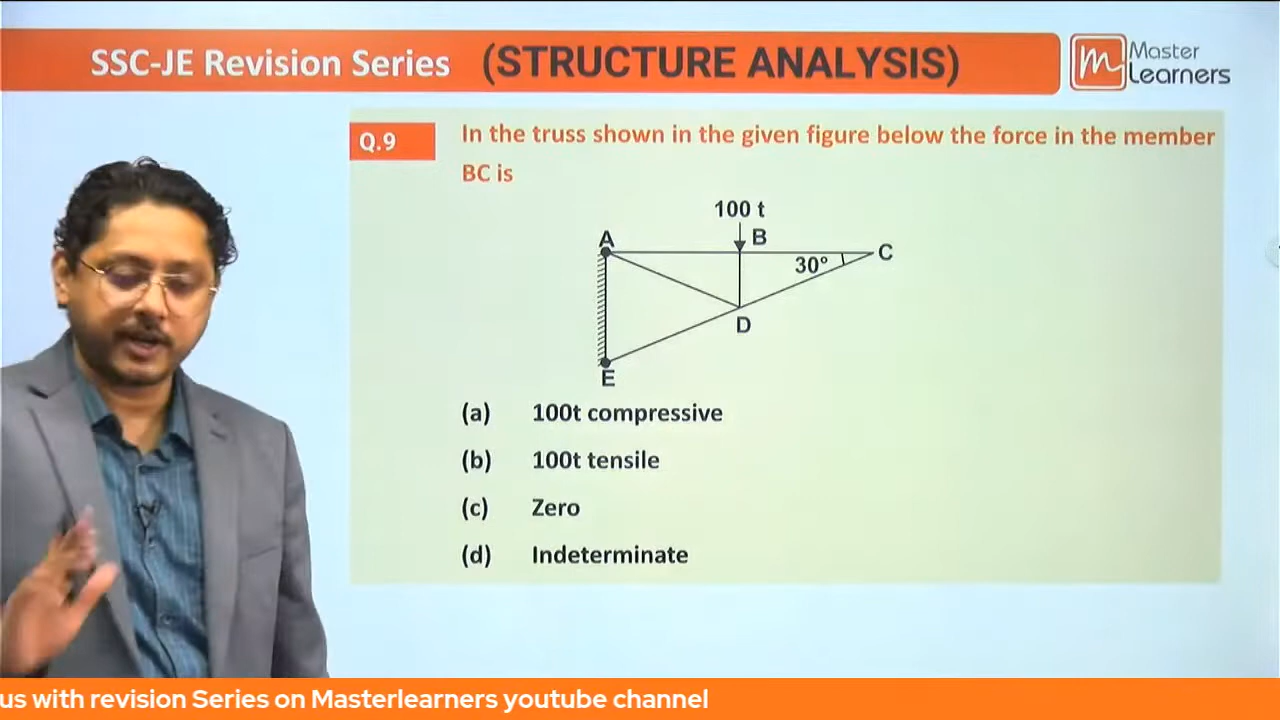 SSC-JE Revision Series (STRUCTURE ANALYSIS)
m Master Learners
Q.9
In the truss shown in the given figure below the force in the member
BC is
100 t
A
B
C
30°
D
E
(a) 100t compressive
(b) 100t tensile
(c) Zero
(d) Indeterminate
us with revision Series on Masterlearners youtube channel